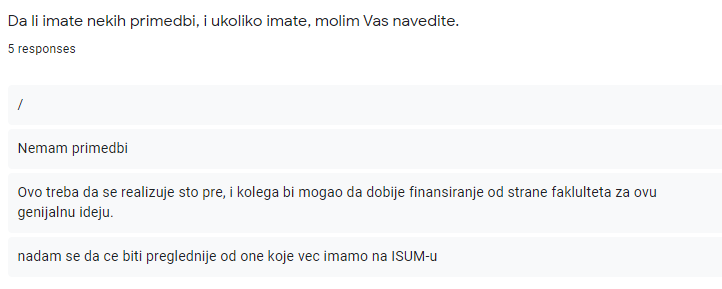 Da li imate nekih primedbi, i ukoliko imate, molim Vas navedite.
5 responses
/
Nemam primedbi
Ovo treba da se realizuje sto pre, i kolega bi mogao da dobije finansiranje od strane faklulteta za ovu
genijalnu ideju.
nadam se da ce biti preglednije od one koje vec imamo na ISUM-u